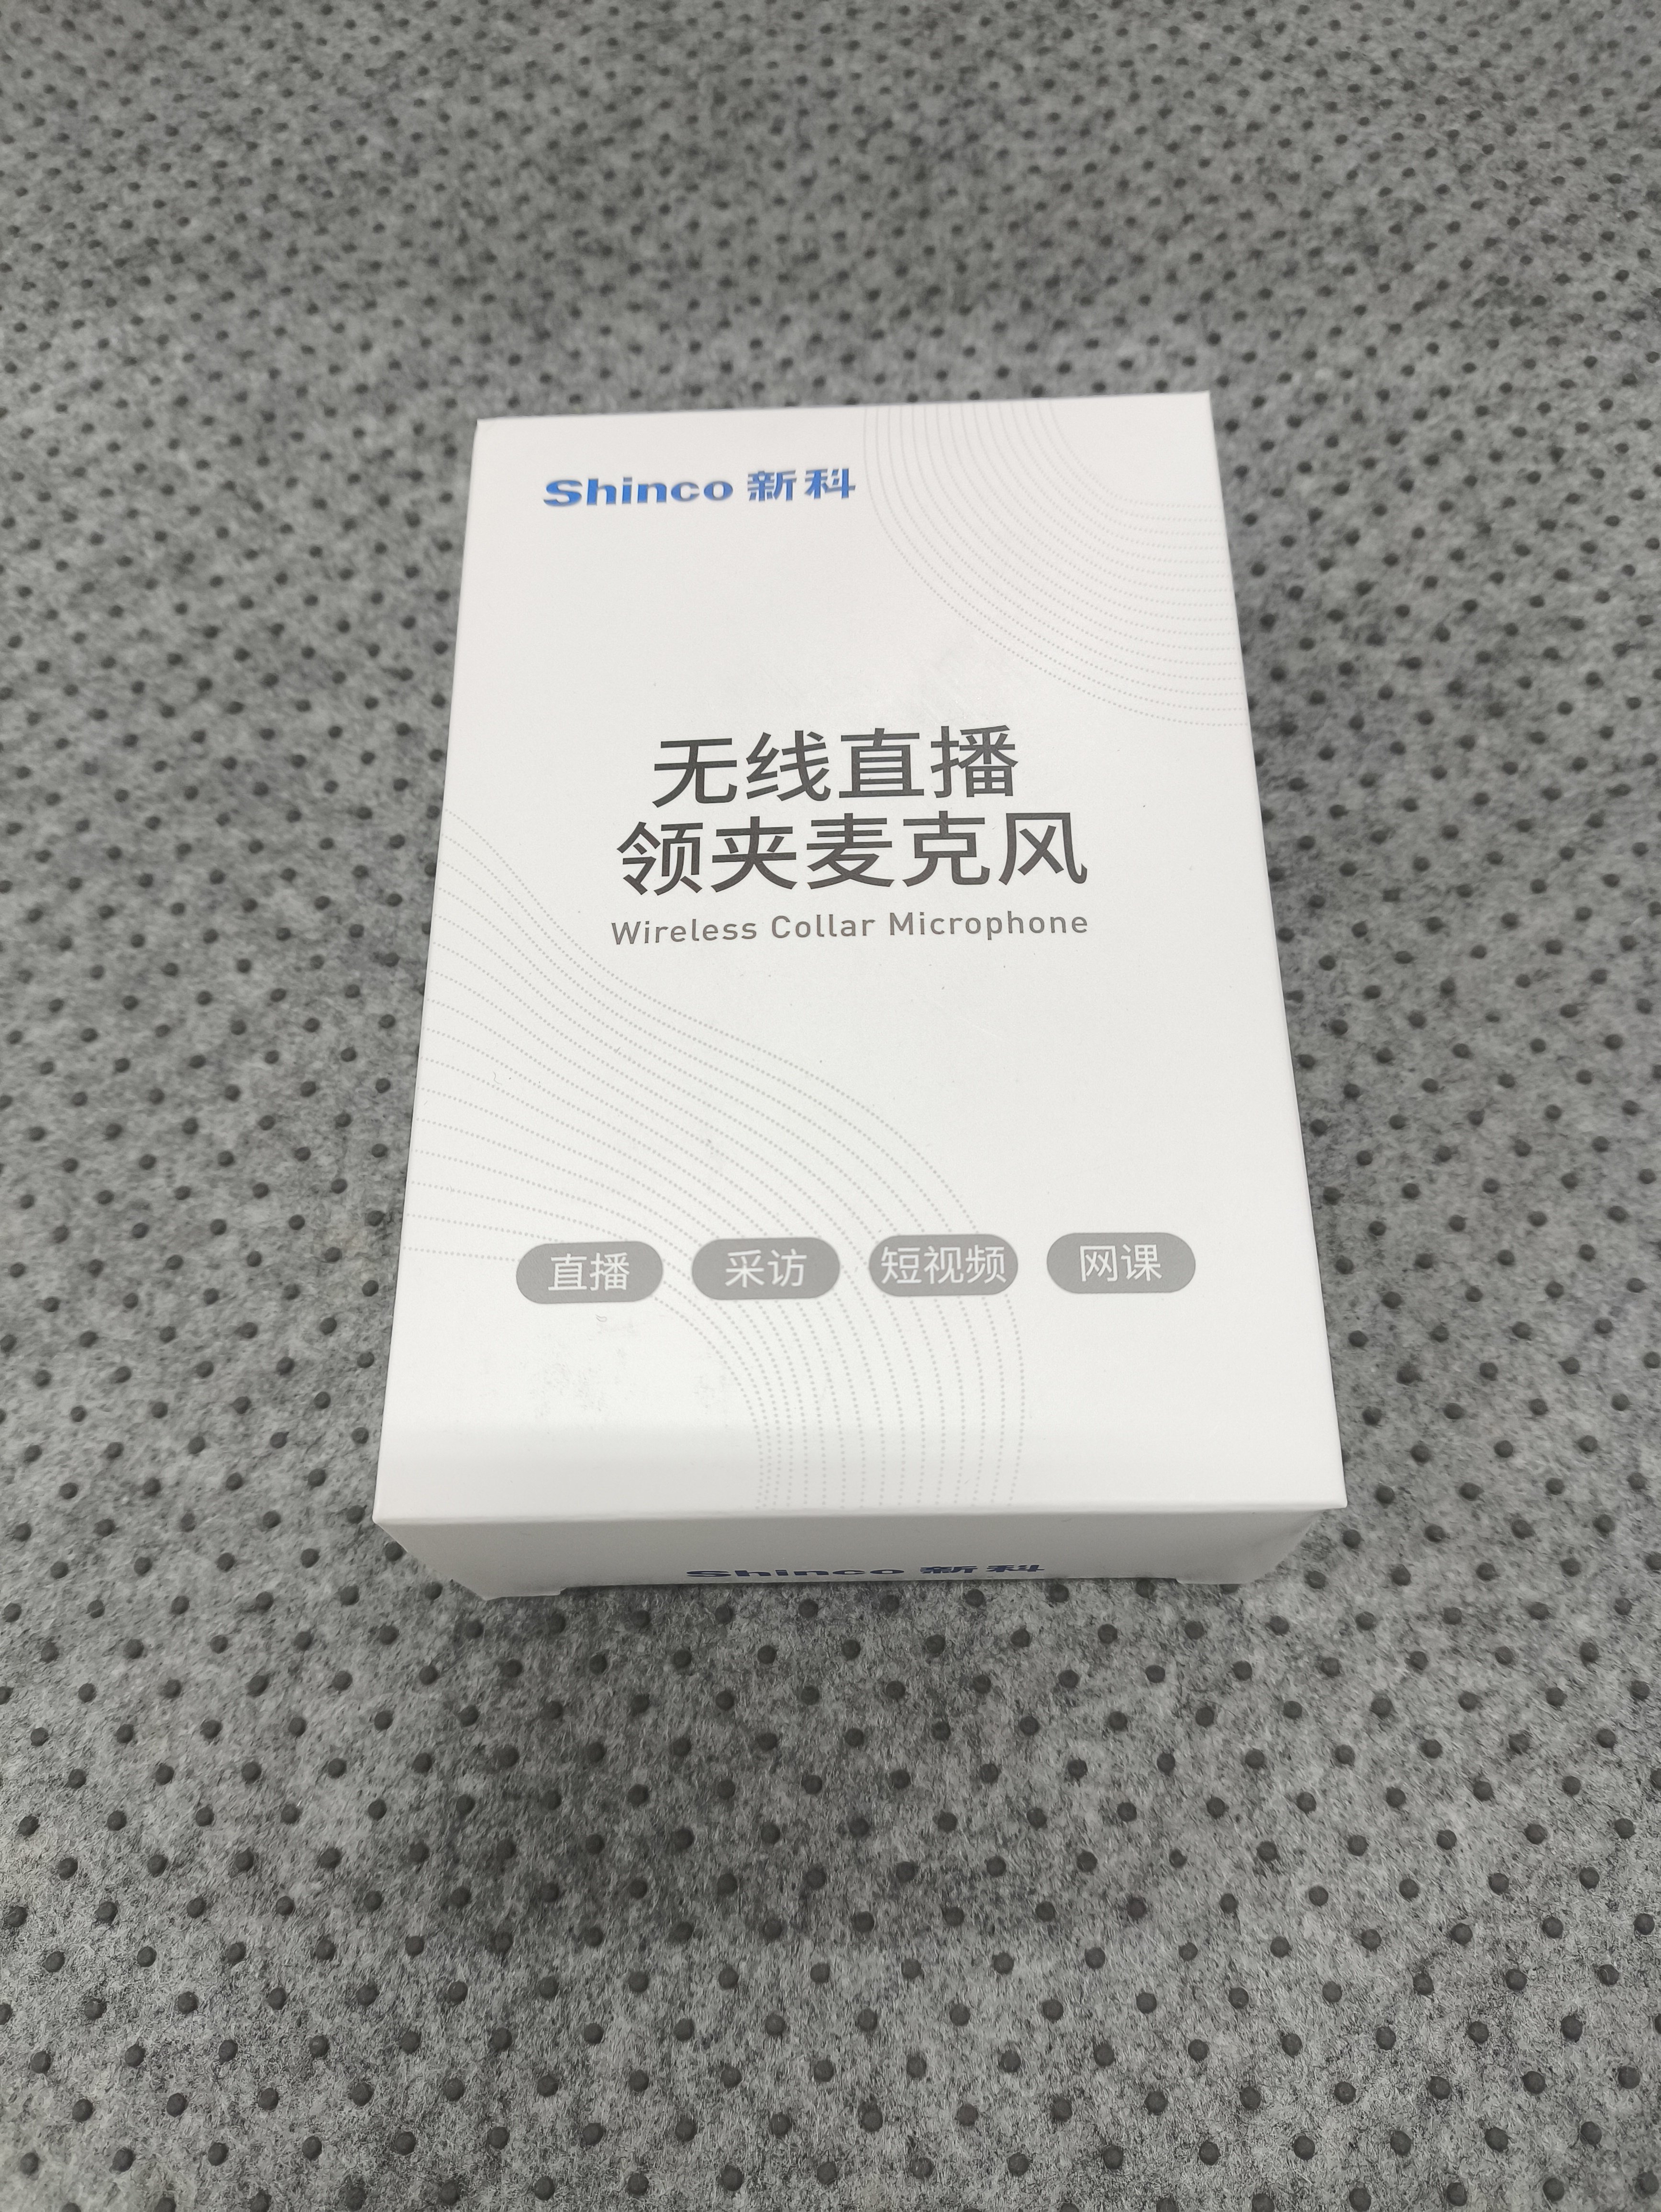 Shinco 新科
无线直播
领夹麦克风
Wireless Collar Microphone
直播 采访 短视频 网课
Shinco 新科